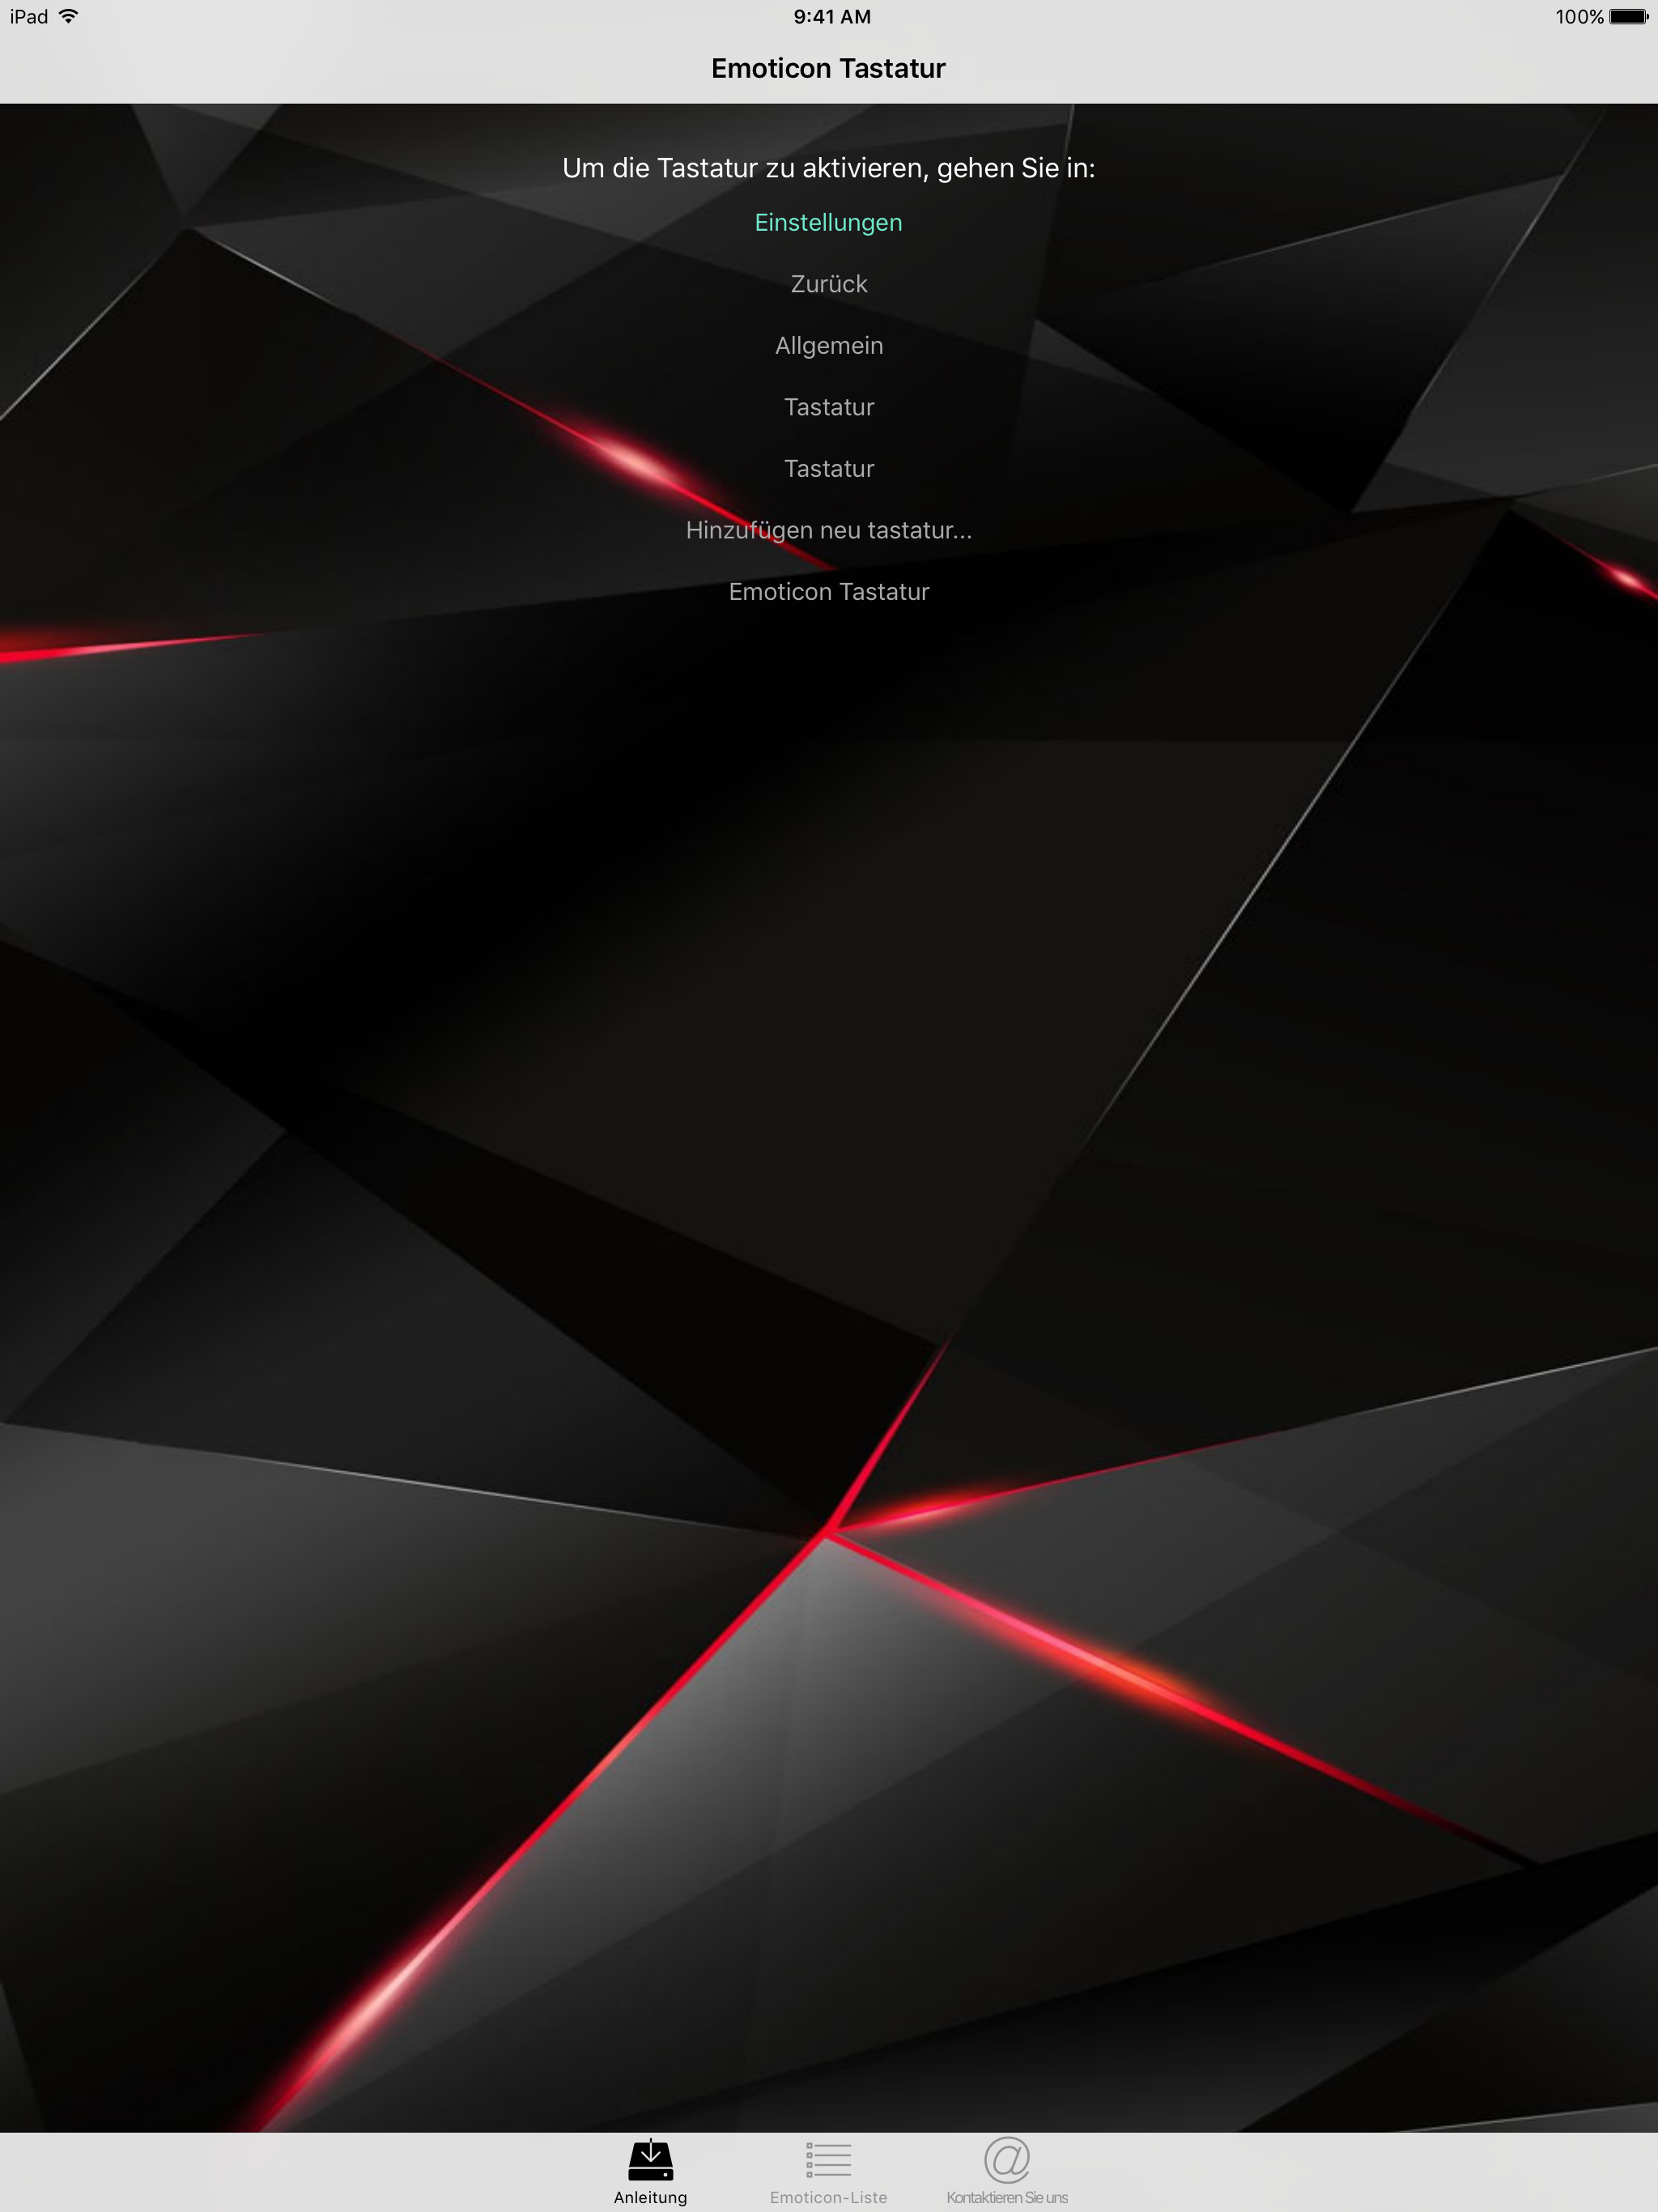 iPad 9:41 AM 100%
Emoticon Tastatur
Um die Tastatur zu aktivieren, gehen Sie in:
Einstellungen
Zurück
Allgemein
Tastatur
Tastatur
Hinzufügen neu tastatur...
Emoticon Tastatur
Anleitung Emoticon-Liste Kontaktieren Sie uns